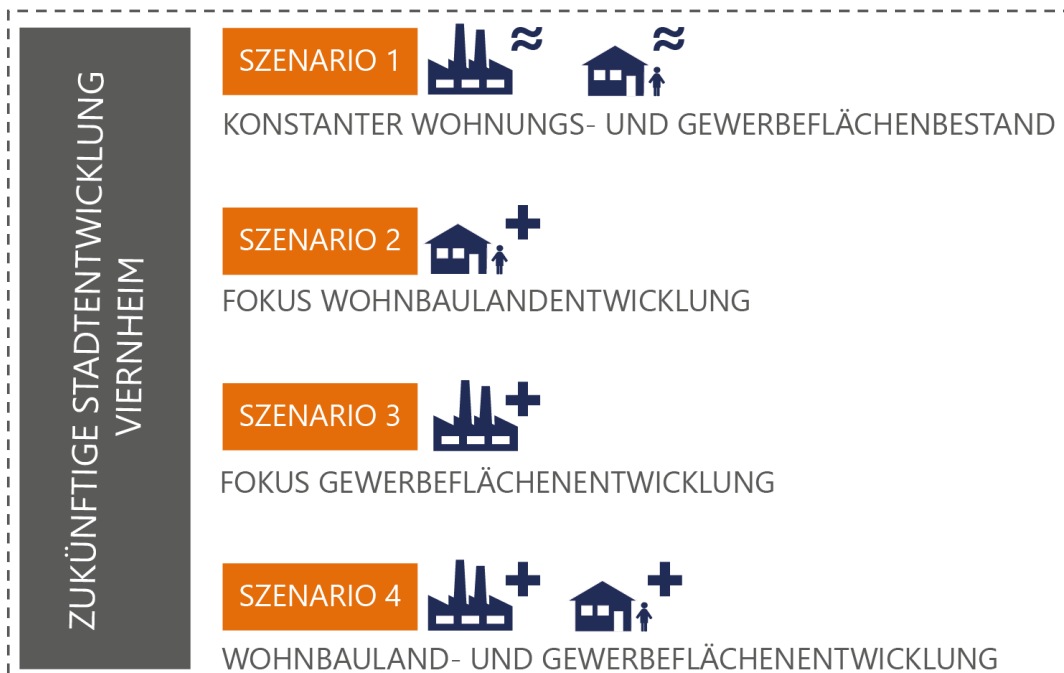 ZUKÜNFTIGE STADTENTWICKLUNG
VIERNHEIM
SZENARIO 1
≈ ≈
KONSTANTER WOHNUNGS- UND GEWERBEFLÄCHENBESTAND
SZENARIO 2
+
FOKUS WOHNBAULANDENTWICKLUNG
SZENARIO 3
+
FOKUS GEWERBEFLÄCHENENTWICKLUNG
SZENARIO 4
+ +
WOHNBAULAND- UND GEWERBEFLÄCHENENTWICKLUNG